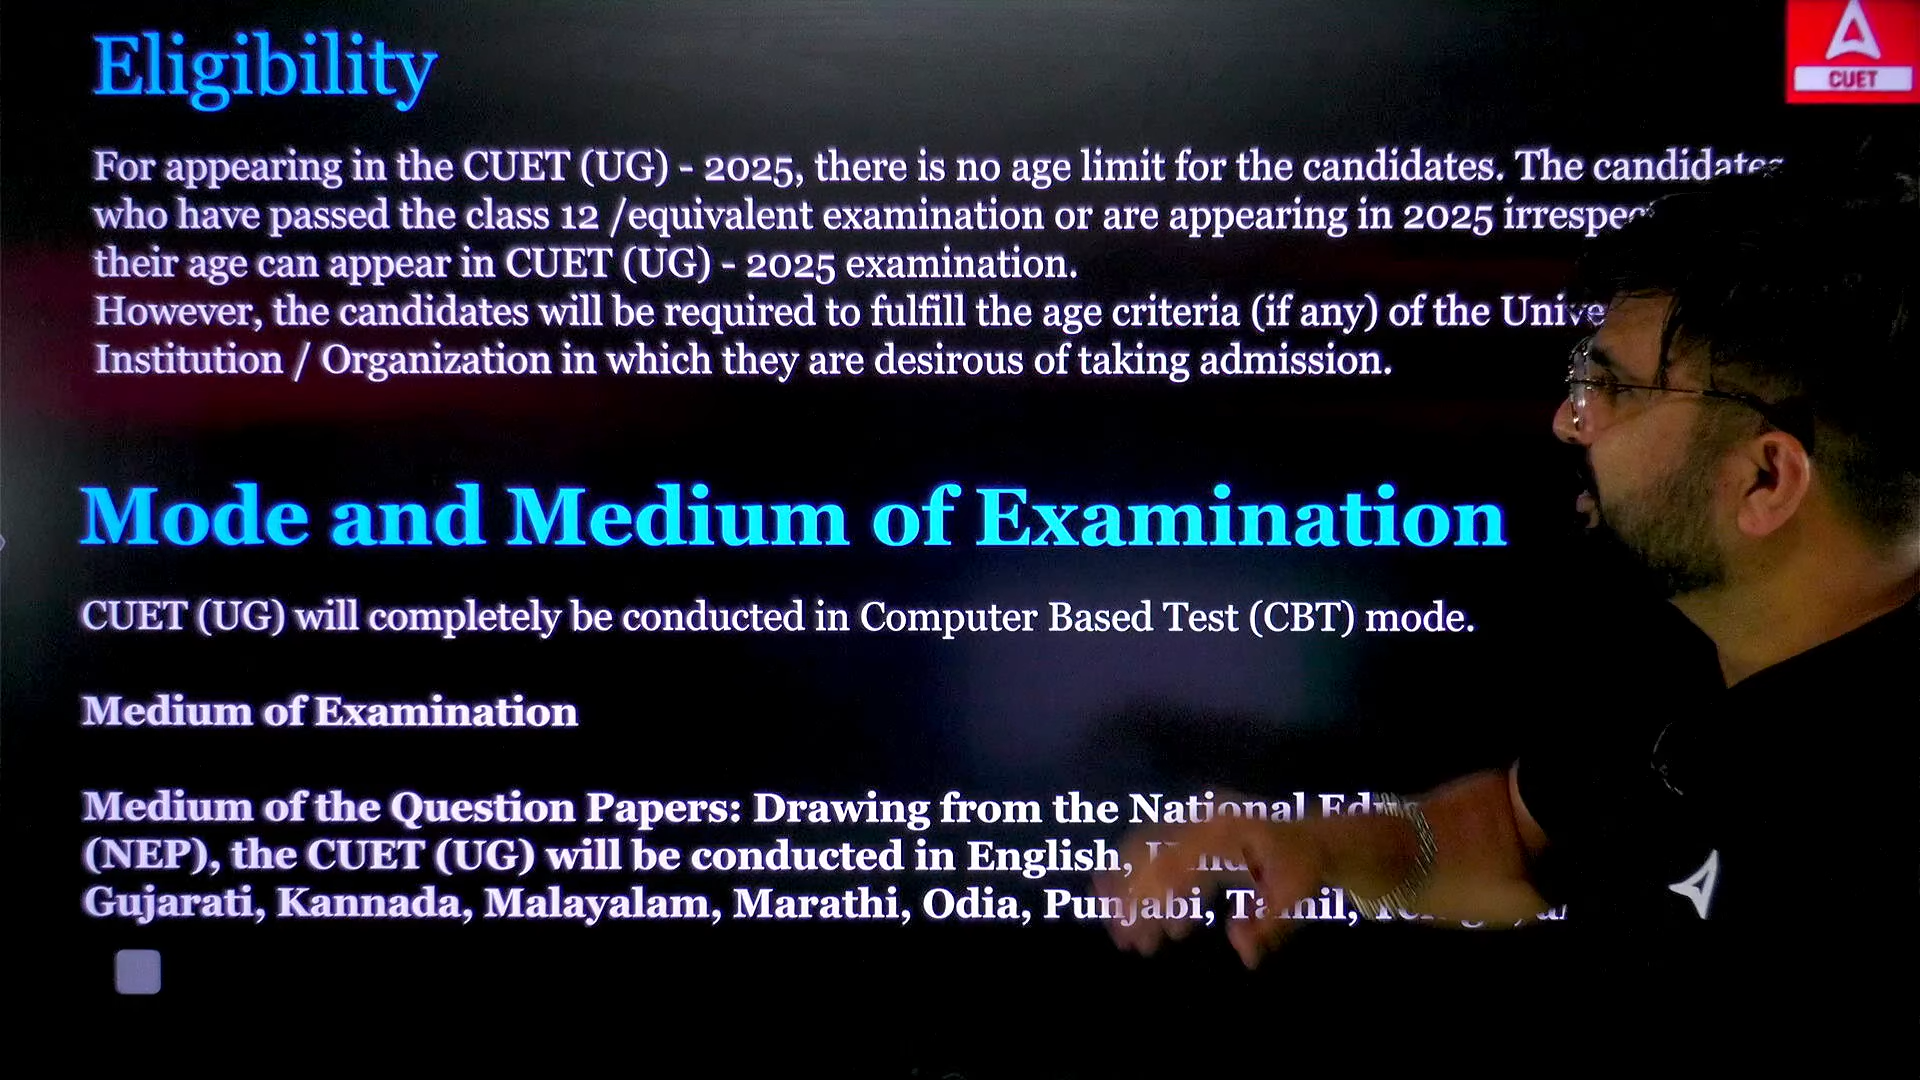 Eligibility
CUET
For appearing in the CUET (UG) - 2025, there is no age limit for the candidates. The candidates
who have passed the class 12 /equivalent examination or are appearing in 2025
their age can appear in CUET (UG) - 2025 examination.
However, the candidates will be required to fulfill the age criteria (if any) of the
Institution / Organization in which they are desirous of taking admission.
Mode and Medium of Examination
CUET (UG) will completely be conducted in Computer Based Test (CBT) mode.
Medium of Examination
Medium of the Question Papers: Drawing from the National
(NEP), the CUET (UG) will be conducted in English,
Gujarati, Kannada, Malayalam, Marathi, Odia, Punjabi, Tamil,